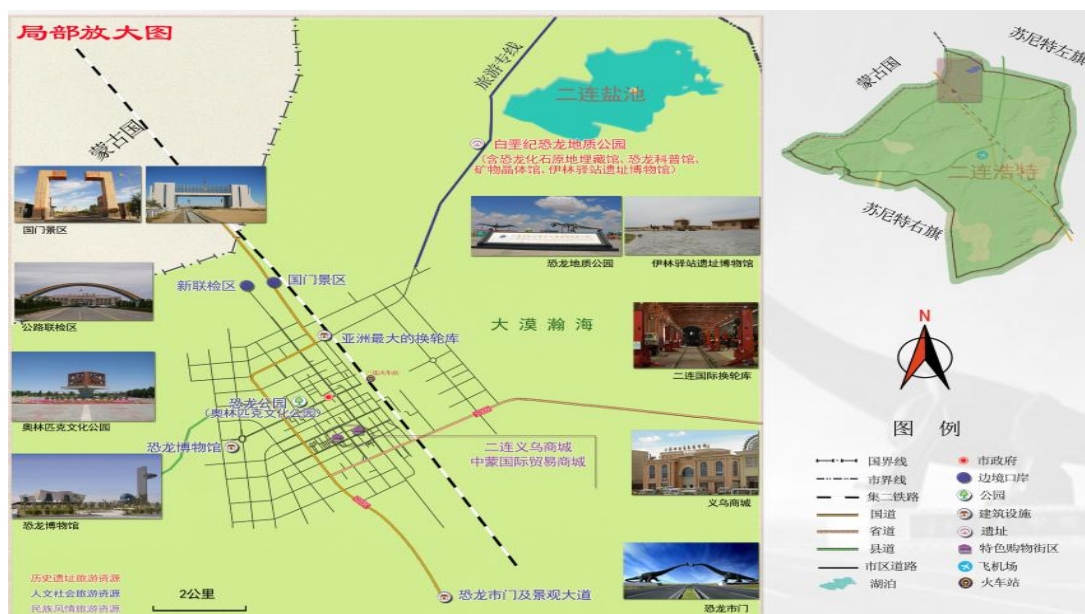 局部放大图
蒙古国
旅游专线
二连盐池
白垩纪恐龙地质公园
(含恐龙化石原地埋藏馆、恐龙科普馆、
矿物晶体馆、伊林驿站遗址博物馆)
国门景区
恐龙地质公园
伊林驿站遗址博物馆
新联检区
国门景区
公路联检区
亚洲最大的换轮库
大漠瀚海
二连国际换轮库
恐龙公园
(奥林匹克文化公园)
奥林匹克文化公园
恐龙博物馆
二连义乌商城
中蒙国际贸易商城
义乌商城
恐龙博物馆
历史遗址旅游资源
人文社会旅游资源
民族风情旅游资源
2公里
恐龙市门及景观大道
恐龙市门
苏尼特左旗
蒙古国
二连浩特
苏尼特右旗
N
图例
国界线
市界线
集二铁路
国道
省道
县道
市区道路
湖泊
市政府
边境口岸
公园
建筑设施
遗址
特色购物街区
飞机场
火车站